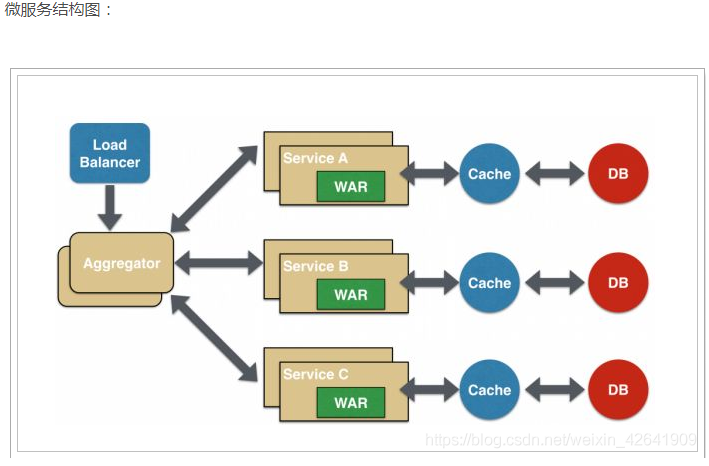 微服务结构图：
Load
Balancer
Aggregator
Service A
WAR
Cache
DB
Service B
WAR
Cache
DB
Service C
WAR
Cache
DB
https://blog.csdn.net/weixin_42641909